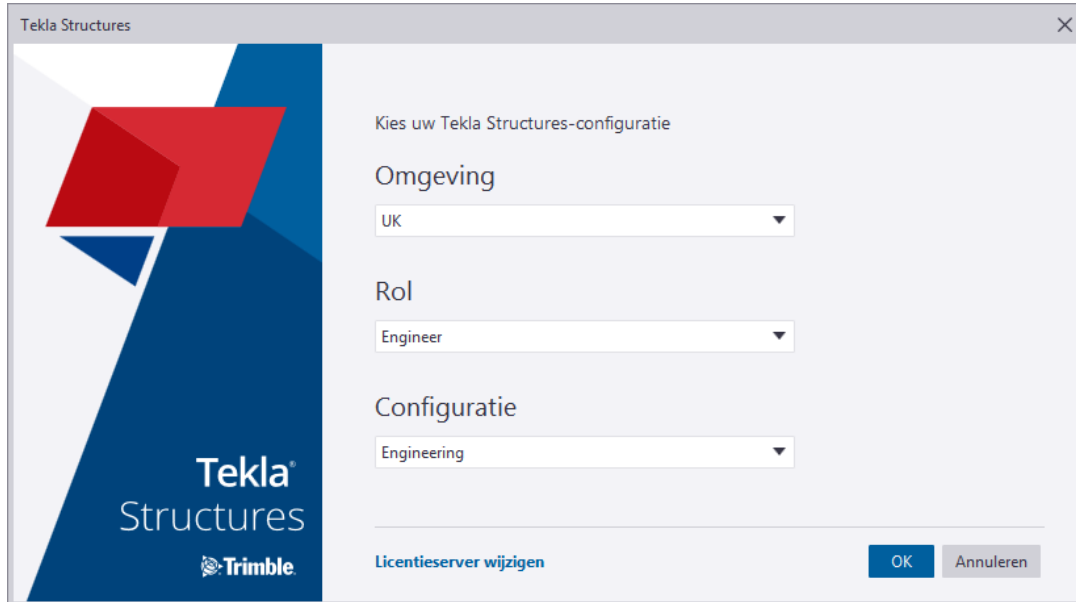 Tekla Structures
Kies uw Tekla Structures-configuratie
Omgeving
UK
Rol
Engineer
Configuratie
Engineering
Tekla®
Structures
Trimble.
Licentieserver wijzigen
OK
Annuleren